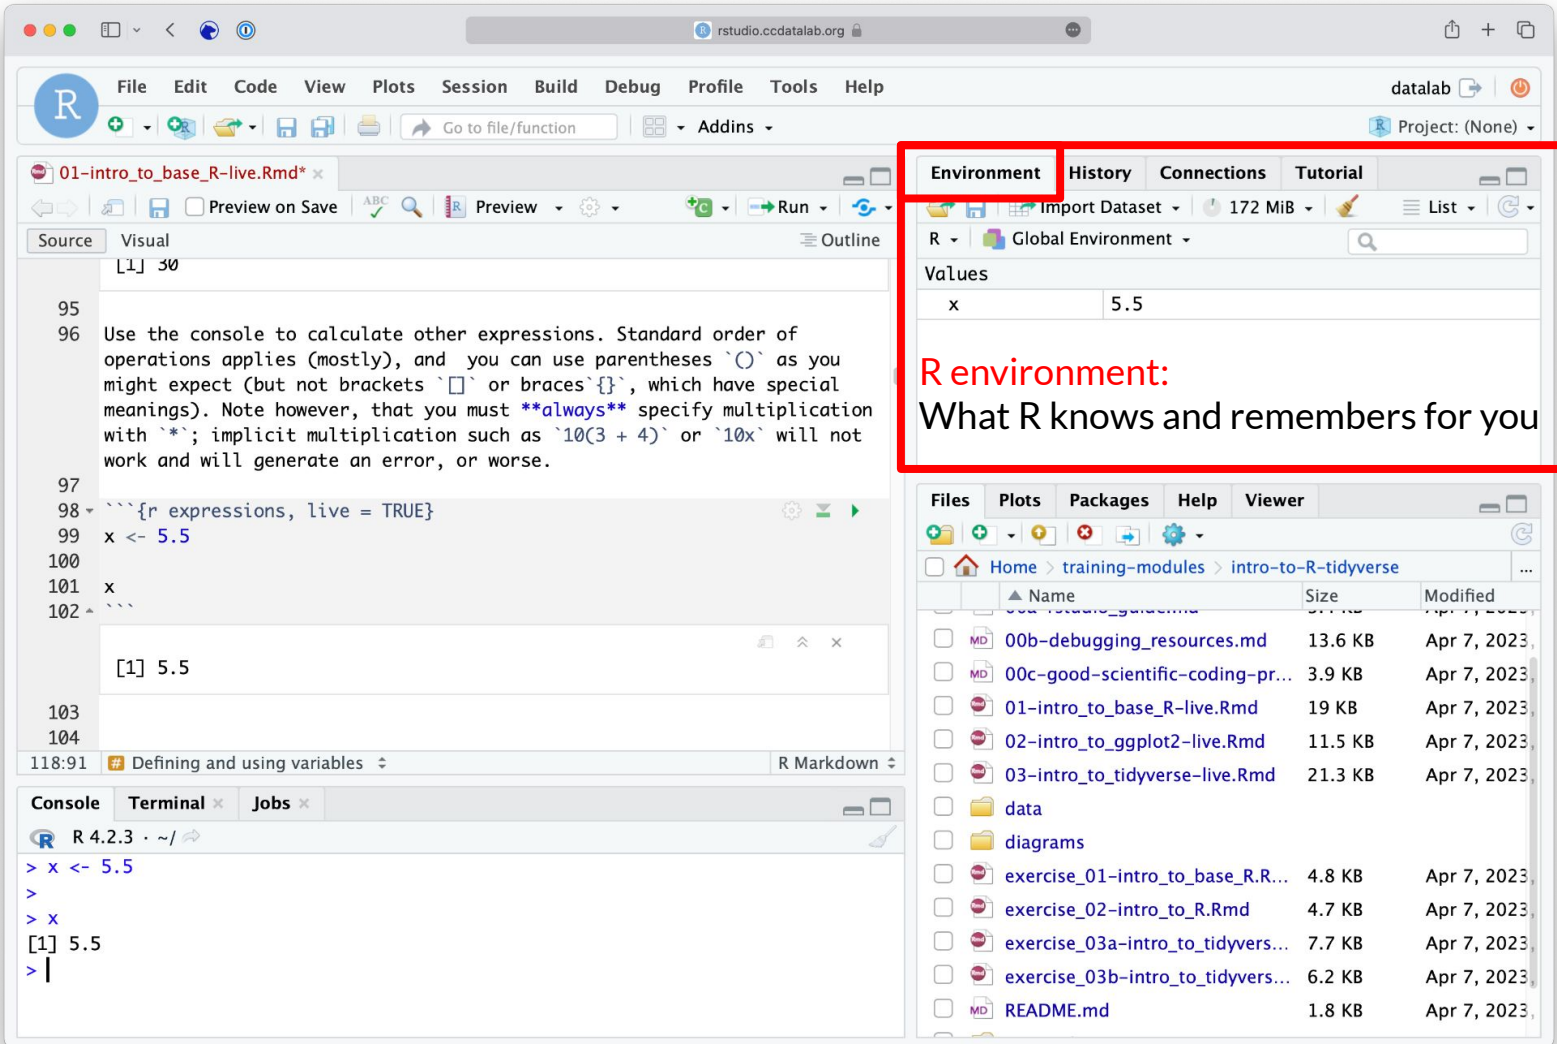 rstudio.ccdatalab.org
R
File Edit Code View Plots Session Build Debug Profile Tools Help
datalab
Go to file/function
Addins
Project: (None)
01-intro_to_base_R-live.Rmd*
Preview on Save
ABC
Preview
Run
Source Visual
Outline
[1] 30
95
96 Use the console to calculate other expressions. Standard order of
operations applies (mostly), and  you can use parentheses `()` as you
might expect (but not brackets `[]` or braces`{}`, which have special
meanings). Note however, that you must **always** specify multiplication
with `*`; implicit multiplication such as `10(3 + 4)` or `10x` will not
work and will generate an error, or worse.
97
98 ```{r expressions, live = TRUE}
99 x <- 5.5
100
101 x
102 ```
[1] 5.5
103
104
118:91 # Defining and using variables R Markdown
Console Terminal Jobs
R 4.2.3 · ~/
> x <- 5.5
>
> x
[1] 5.5
>
Environment History Connections Tutorial
Import Dataset 172 MiB List
R Global Environment
Values
x 5.5
R environment:
What R knows and remembers for you
Files Plots Packages Help Viewer
Home > training-modules > intro-to-R-tidyverse ...
Name Size Modified
MD 00b-debugging_resources.md 13.6 KB Apr 7, 2023,
MD 00c-good-scientific-coding-pr... 3.9 KB Apr 7, 2023,
01-intro_to_base_R-live.Rmd 19 KB Apr 7, 2023,
02-intro_to_ggplot2-live.Rmd 11.5 KB Apr 7, 2023,
03-intro_to_tidyverse-live.Rmd 21.3 KB Apr 7, 2023,
data
diagrams
exercise_01-intro_to_base_R.R... 4.8 KB Apr 7, 2023,
exercise_02-intro_to_R.Rmd 4.7 KB Apr 7, 2023,
exercise_03a-intro_to_tidyvers... 7.7 KB Apr 7, 2023,
exercise_03b-intro_to_tidyvers... 6.2 KB Apr 7, 2023,
MD README.md 1.8 KB Apr 7, 2023,